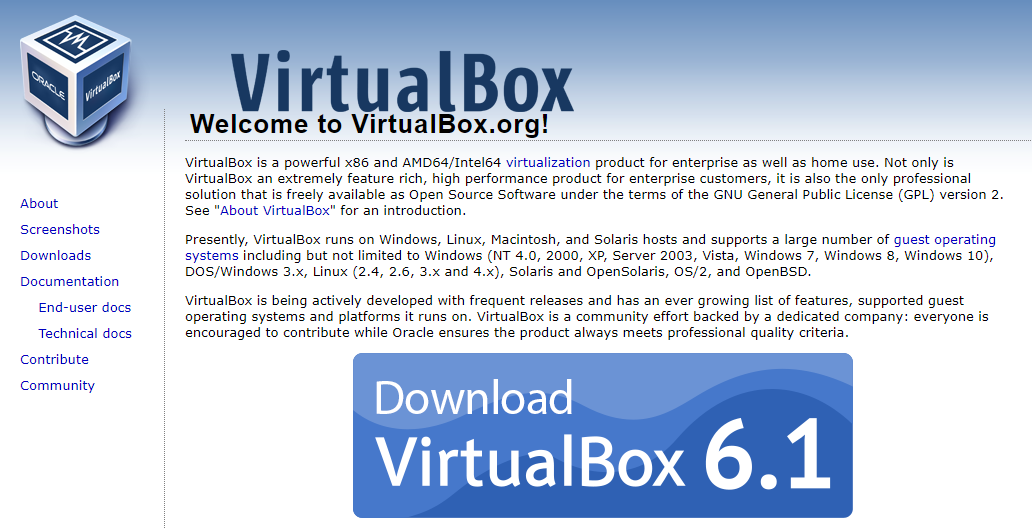 ORACLE
VirtualBox
VirtualBox
Welcome to VirtualBox.org!
VirtualBox is a powerful x86 and AMD64/Intel64 virtualization product for enterprise as well as home use. Not only is
VirtualBox an extremely feature rich, high performance product for enterprise customers, it is also the only professional
solution that is freely available as Open Source Software under the terms of the GNU General Public License (GPL) version 2.
See "About VirtualBox" for an introduction.
Presently, VirtualBox runs on Windows, Linux, Macintosh, and Solaris hosts and supports a large number of guest operating
systems including but not limited to Windows (NT 4.0, 2000, XP, Server 2003, Vista, Windows 7, Windows 8, Windows 10),
DOS/Windows 3.x, Linux (2.4, 2.6, 3.x and 4.x), Solaris and OpenSolaris, OS/2, and OpenBSD.
VirtualBox is being actively developed with frequent releases and has an ever growing list of features, supported guest
operating systems and platforms it runs on. VirtualBox is a community effort backed by a dedicated company: everyone is
encouraged to contribute while Oracle ensures the product always meets professional quality criteria.
About
Screenshots
Downloads
Documentation
End-user docs
Technical docs
Contribute
Community
Download
VirtualBox 6.1